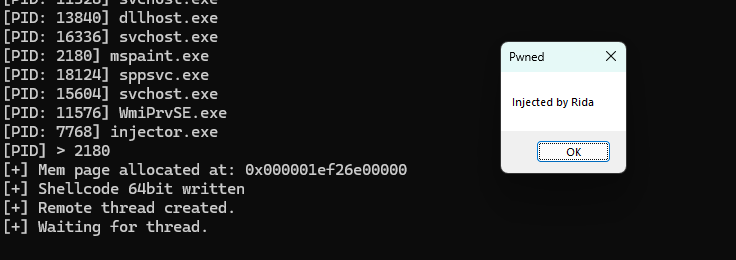 [PID: 11528] svchost.exe
[PID: 13840] dllhost.exe
[PID: 16336] svchost.exe
[PID: 2180] mspaint.exe
[PID: 18124] sppsvc.exe
[PID: 15604] svchost.exe
[PID: 11576] WmiPrvSE.exe
[PID: 7768] injector.exe
[PID] > 2180
[+] Mem page allocated at: 0x000001ef26e00000
[+] Shellcode 64bit written
[+] Remote thread created.
[+] Waiting for thread.
Pwned
Injected by Rida
OK